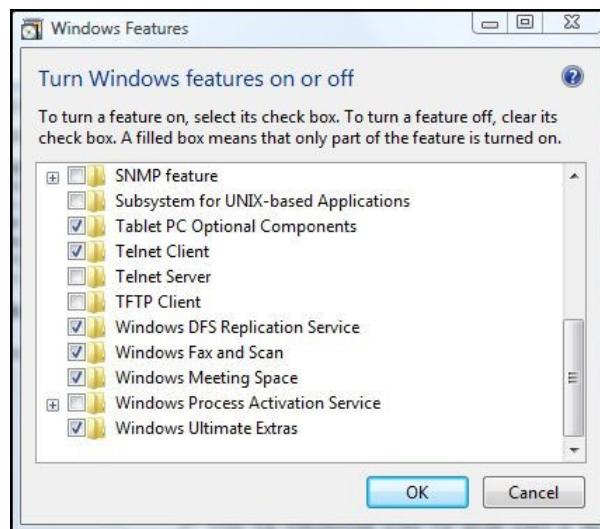 Windows Features
Turn Windows features on or off
To turn a feature on, select its check box. To turn a feature off, clear its
check box. A filled box means that only part of the feature is turned on.
SNMP feature
Subsystem for UNIX-based Applications
Tablet PC Optional Components
Telnet Client
Telnet Server
TFTP Client
Windows DFS Replication Service
Windows Fax and Scan
Windows Meeting Space
Windows Process Activation Service
Windows Ultimate Extras
OK Cancel